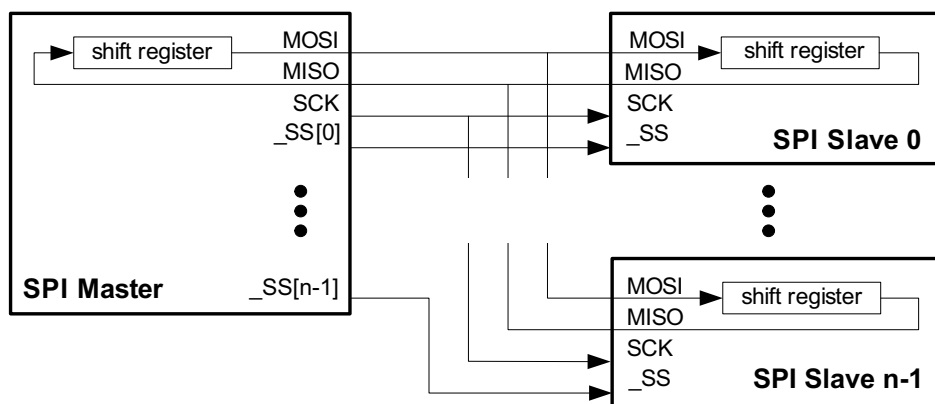 shift register
MOSI
MISO
SCK
_SS[0]
SPI Master
_SS[n-1]
MOSI
shift register
MISO
SCK
_SS
SPI Slave 0
MOSI
shift register
MISO
SCK
_SS
SPI Slave n-1